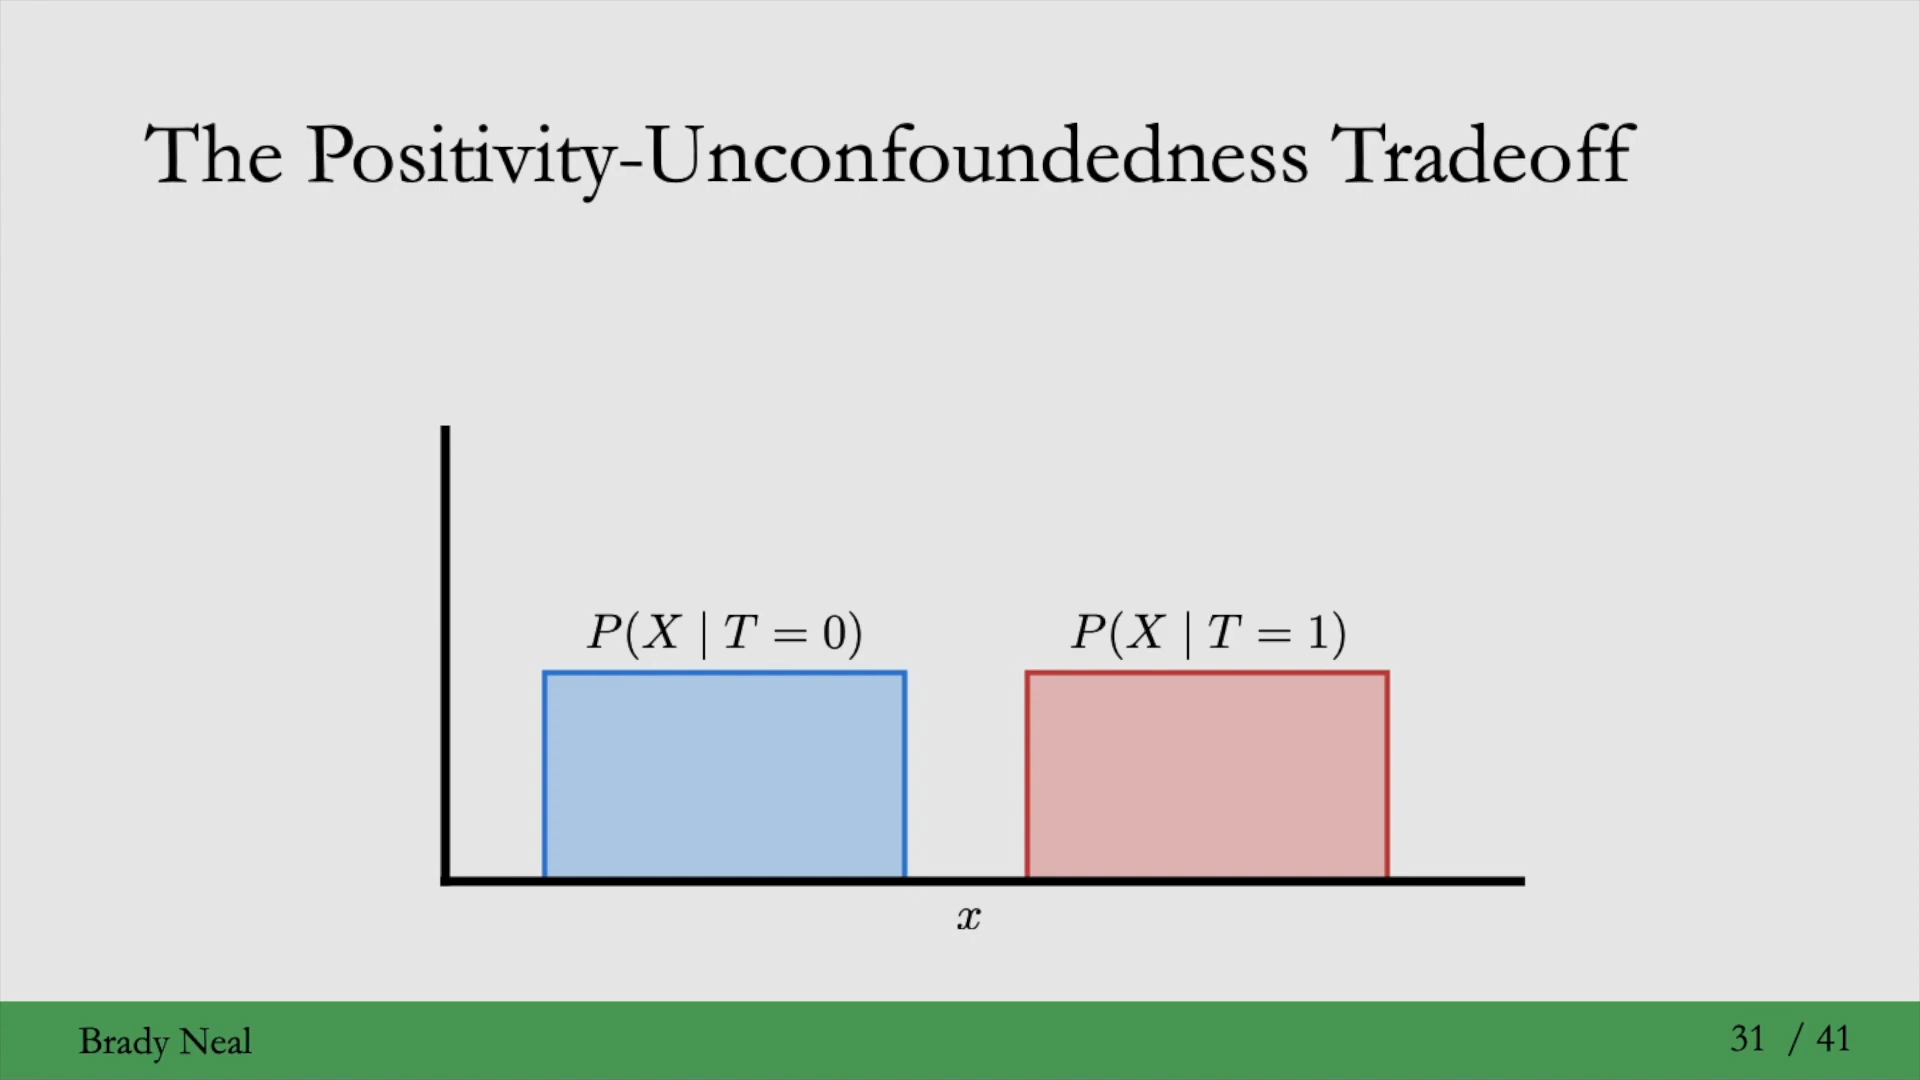 The Positivity-Unconfoundedness Tradeoff
P(X | T = 0)
P(X | T = 1)
x
Brady Neal
31 / 41